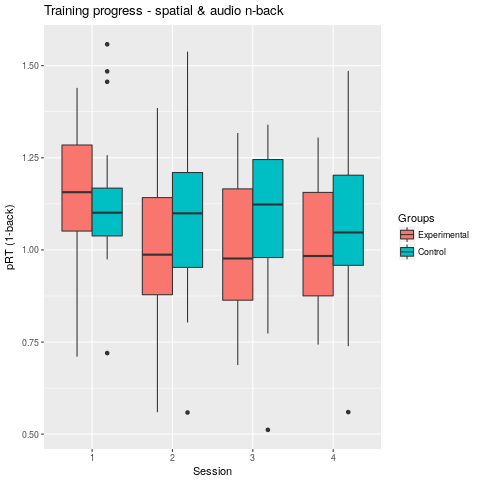 Training progress - spatial & audio n-back
pRT (1-back)
1.50
1.25
1.00
0.75
0.50
1 2 3 4
Session
Groups
Experimental
Control